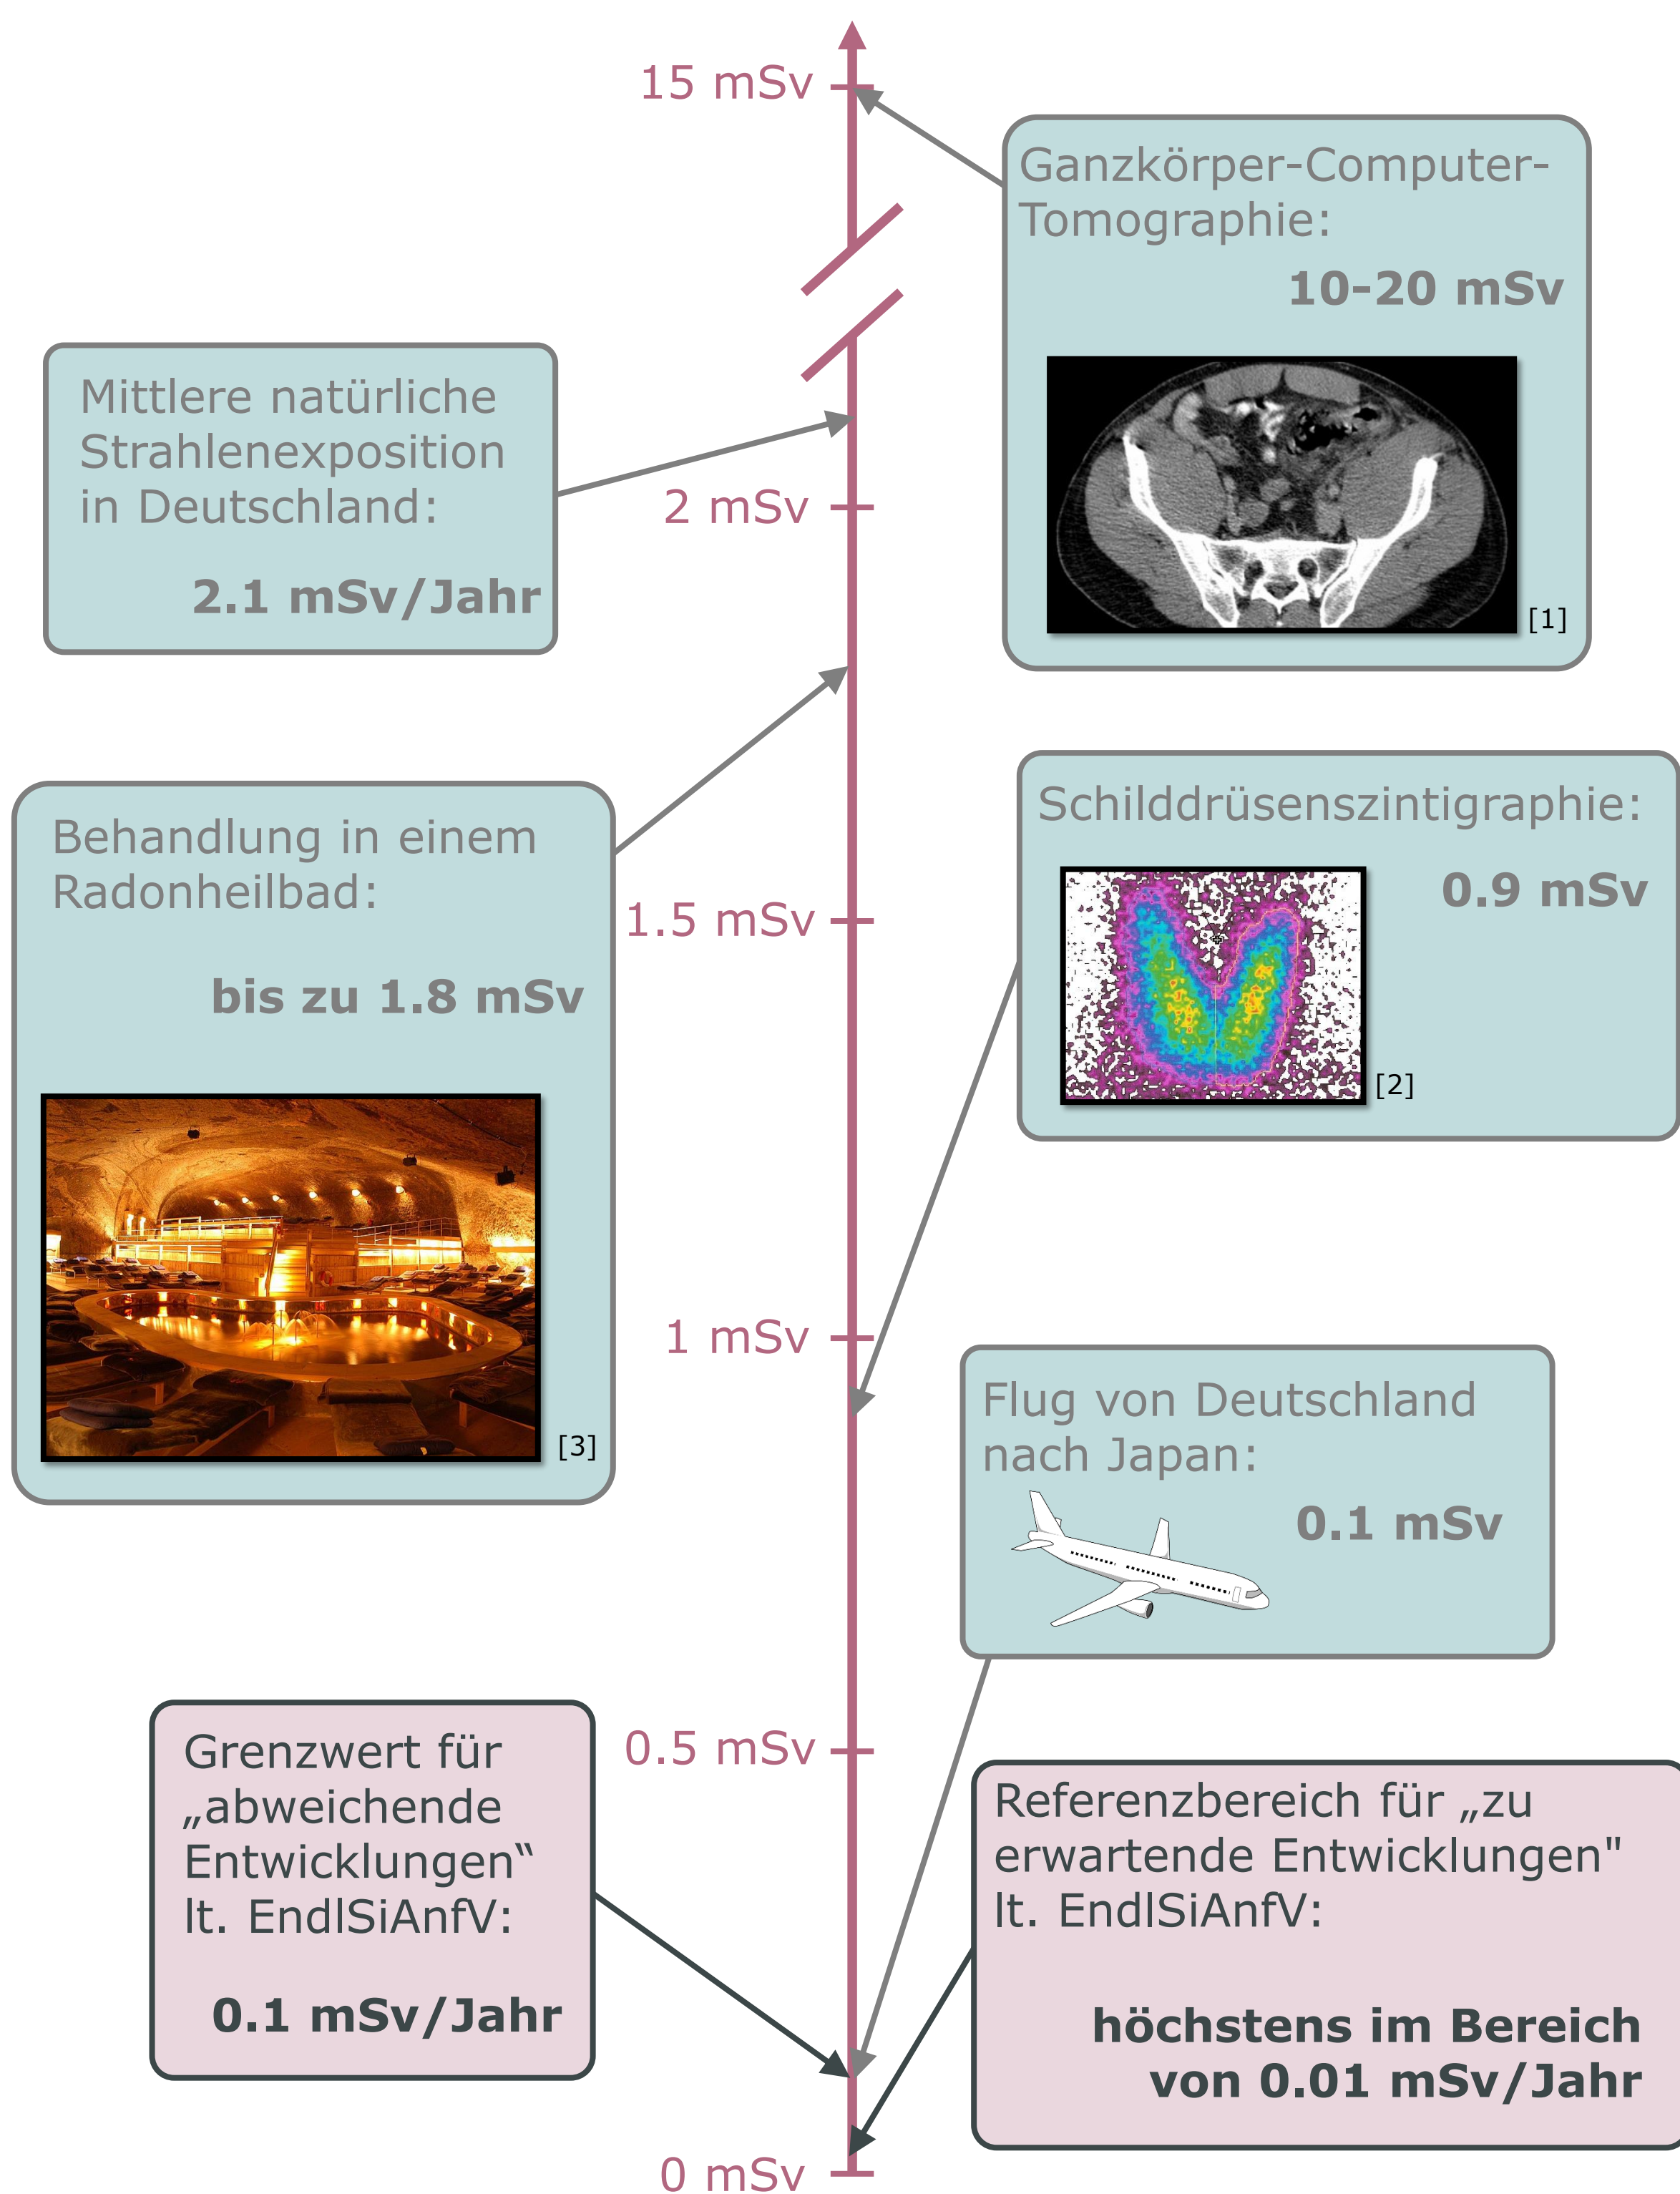 15 mSv
Ganzkörper-Computer-
Tomographie:
10-20 mSv
[1]
Mittlere natürliche
Strahlenexposition
in Deutschland:
2.1 mSv/Jahr
2 mSv
Behandlung in einem
Radonheilbad:
bis zu 1.8 mSv
[3]
Schilddrüsenszintigraphie:
0.9 mSv
[2]
1.5 mSv
1 mSv
Flug von Deutschland
nach Japan:
0.1 mSv
0.5 mSv
Grenzwert für
„abweichende
Entwicklungen“
lt. EndlSiAnfV:
0.1 mSv/Jahr
Referenzbereich für „zu
erwartende Entwicklungen"
lt. EndlSiAnfV:
höchstens im Bereich
von 0.01 mSv/Jahr
0 mSv